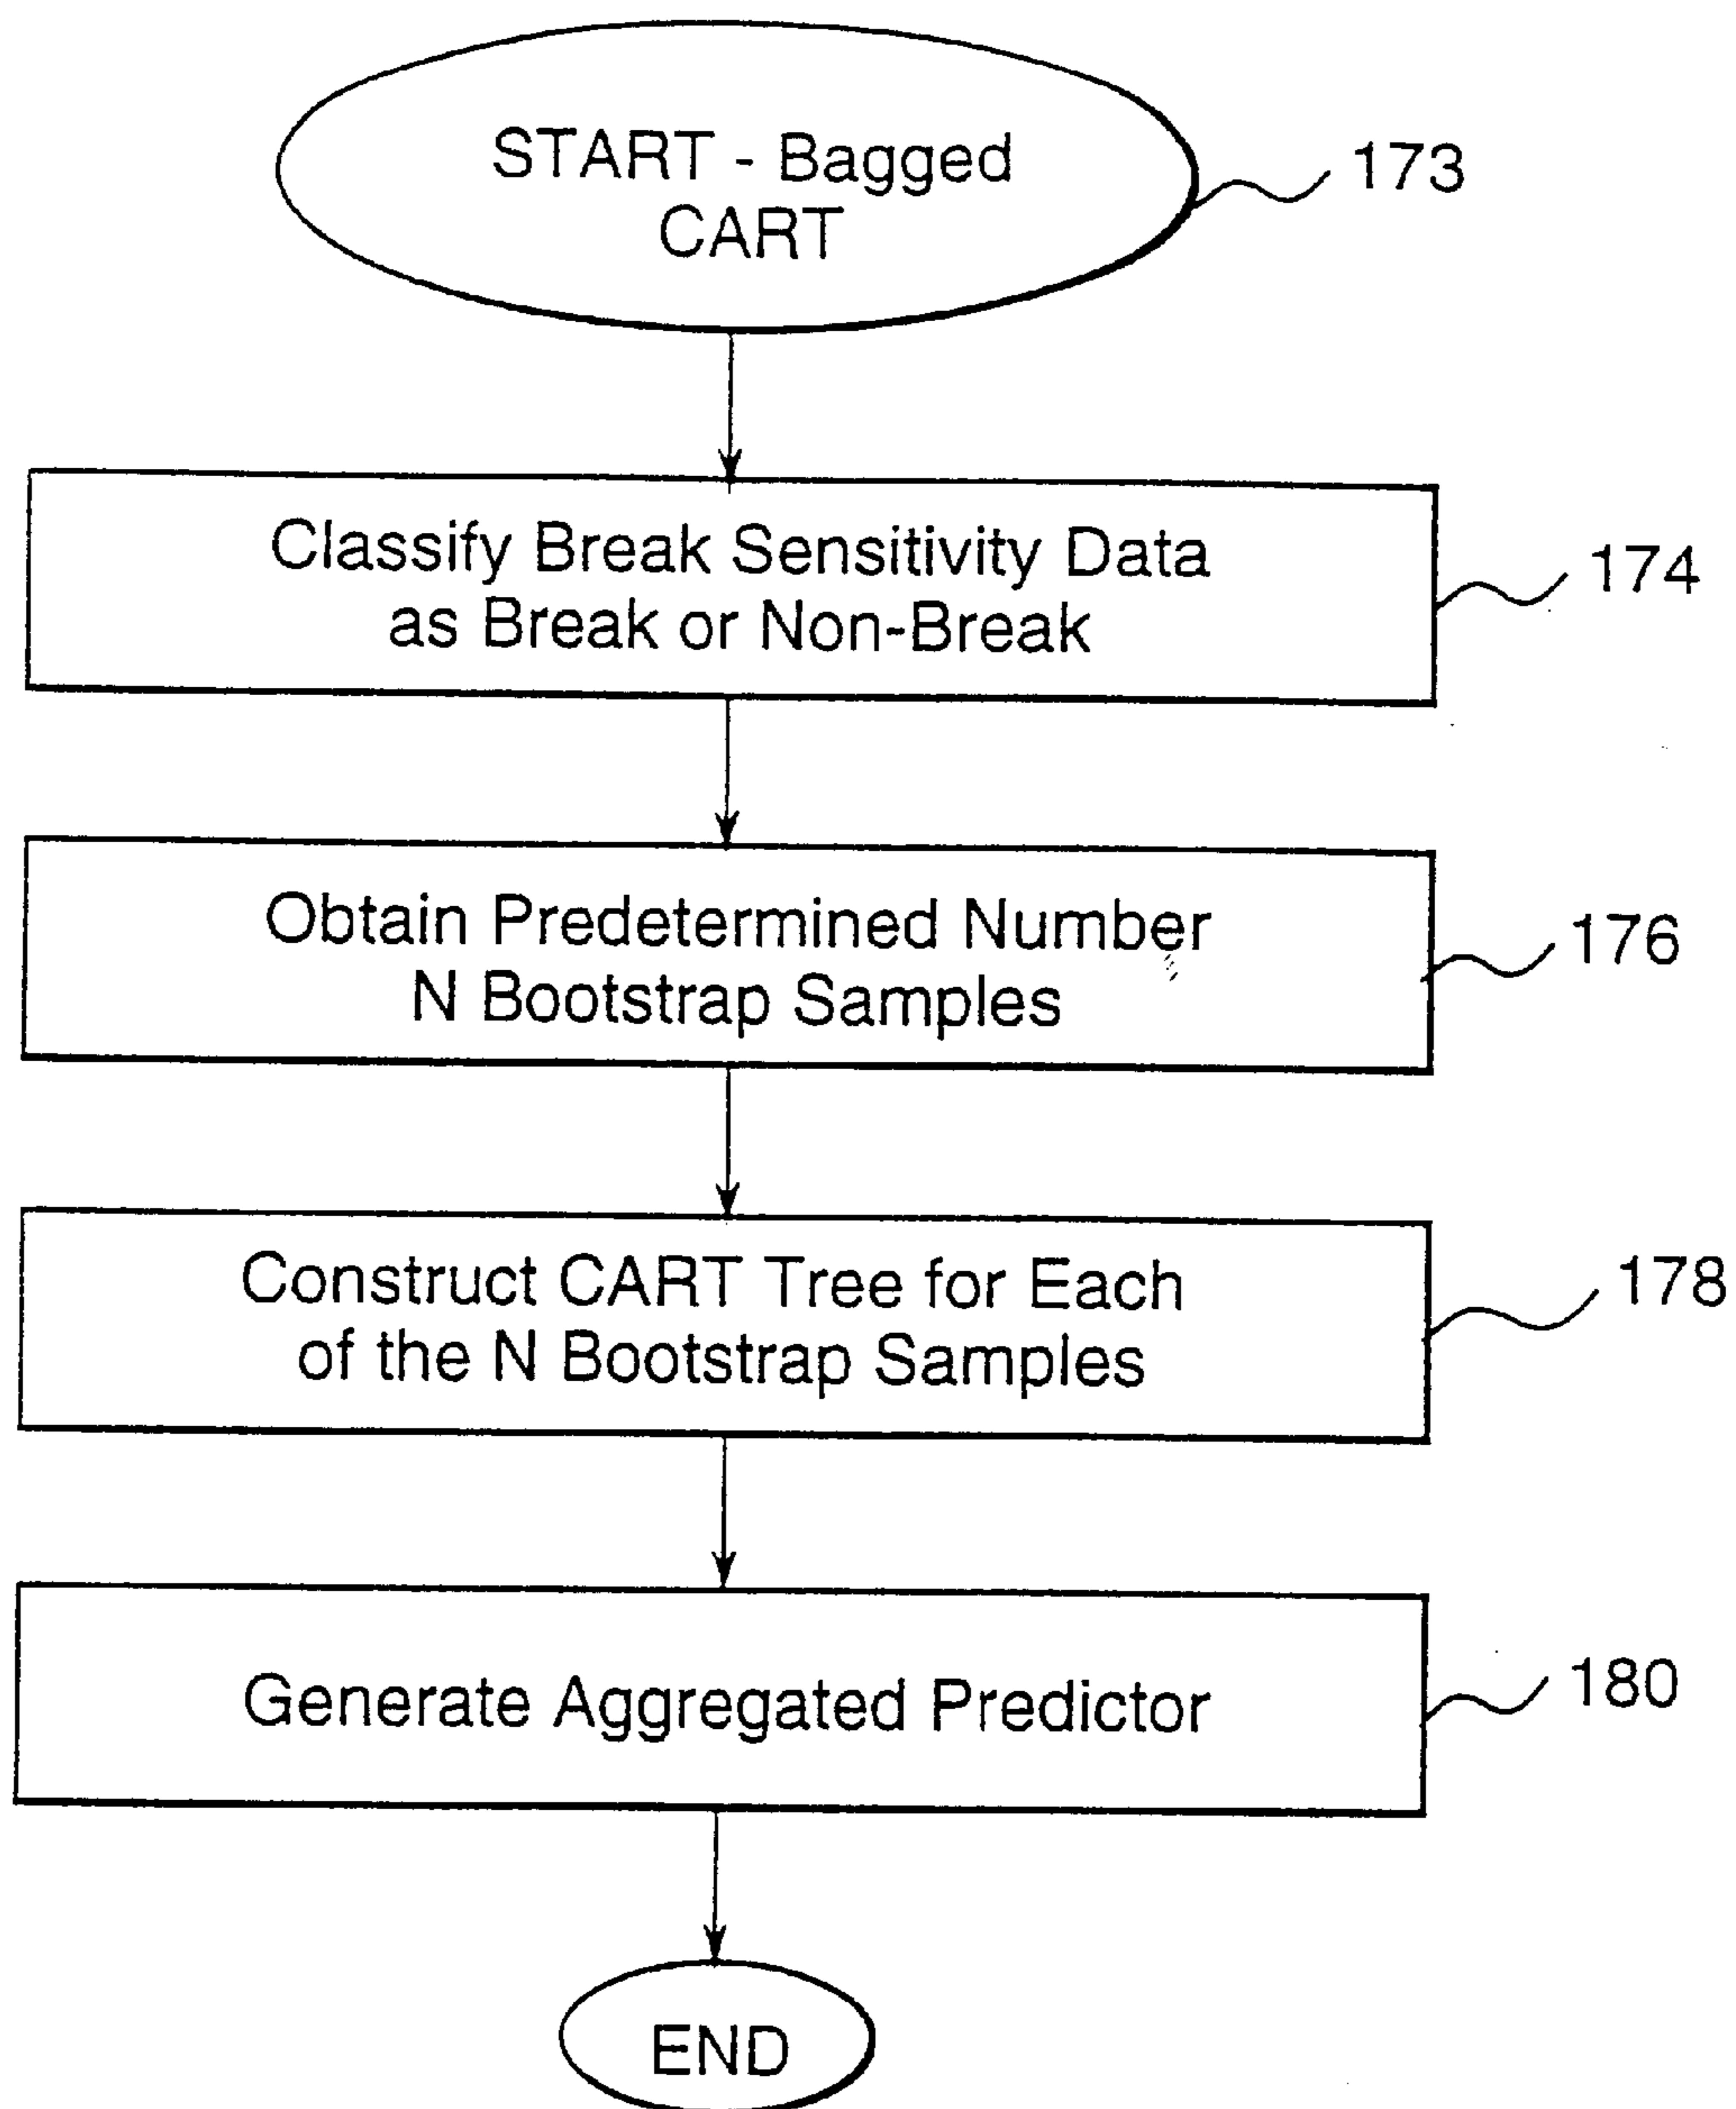 START - Bagged
CART
173
Classify Break Sensitivity Data
as Break or Non-Break
174
Obtain Predetermined Number
N Bootstrap Samples
176
Construct CART Tree for Each
of the N Bootstrap Samples
178
Generate Aggregated Predictor
180
END